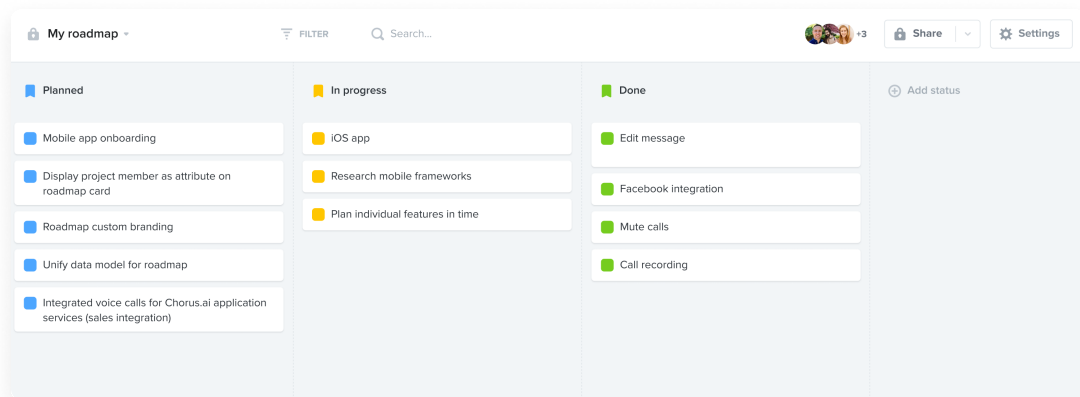 My roadmap
FILTER
Search...
+3
Share
Settings
Planned
In progress
Done
Add status
Mobile app onboarding
Display project member as attribute on
roadmap card
Roadmap custom branding
Unify data model for roadmap
Integrated voice calls for Chorus.ai application
services (sales integration)
iOS app
Research mobile frameworks
Plan individual features in time
Edit message
Facebook integration
Mute calls
Call recording